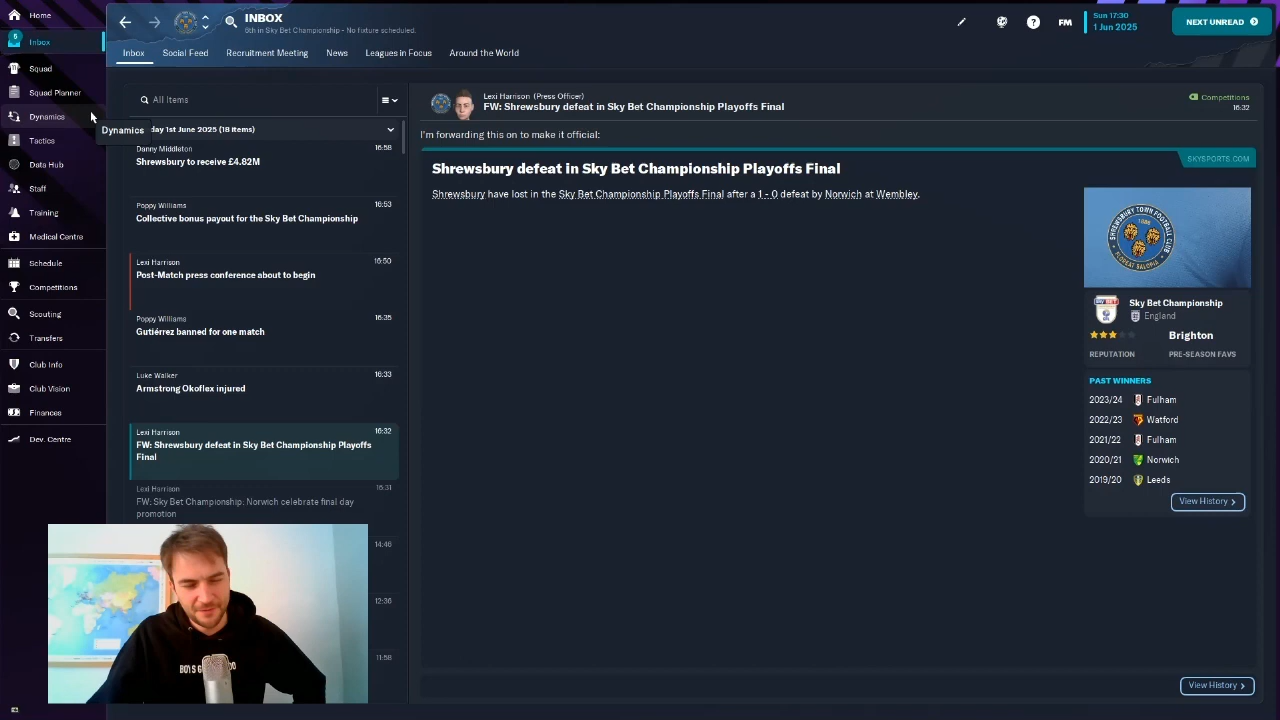 Home
5
Inbox
Squad
Squad Planner
Dynamics
Tactics
Data Hub
Staff
Training
Medical Centre
Schedule
Competitions
Scouting
Transfers
Club Info
Club Vision
Finances
Dev. Centre
INBOX
6th in Sky Bet Championship - No fixture scheduled.
FM
Sun 17:30
1 Jun 2025
NEXT UNREAD
Inbox
Social Feed
Recruitment Meeting
News
Leagues in Focus
Around the World
All Items
Dynamics
day 1st June 2025 (18 items)
Danny Middleton 16:58
Shrewsbury to receive £4.82M
Poppy Williams 16:53
Collective bonus payout for the Sky Bet Championship
Lexi Harrison 16:50
Post-Match press conference about to begin
Poppy Williams 16:35
Gutiérrez banned for one match
Luke Walker 16:33
Armstrong Okoflex injured
Lexi Harrison 16:32
FW: Shrewsbury defeat in Sky Bet Championship Playoffs
Final
Lexi Harrison 16:31
FW: Sky Bet Championship: Norwich celebrate final day
promotion
14:46
12:36
11:58
Lexi Harrison (Press Officer)
FW: Shrewsbury defeat in Sky Bet Championship Playoffs Final
Competitions
16:32
I'm forwarding this on to make it official:
SKYSPORTS.COM
Shrewsbury defeat in Sky Bet Championship Playoffs Final
Shrewsbury have lost in the Sky Bet Championship Playoffs Final after a 1 - 0 defeat by Norwich at Wembley.
SHREWSBURY TOWN FOOTBALL CLUB
FLOREAT SALOPIA
Sky Bet Championship
England
Brighton
REPUTATION
PRE-SEASON FAVS
PAST WINNERS
2023/24 Fulham
2022/23 Watford
2021/22 Fulham
2020/21 Norwich
2019/20 Leeds
View History
View History